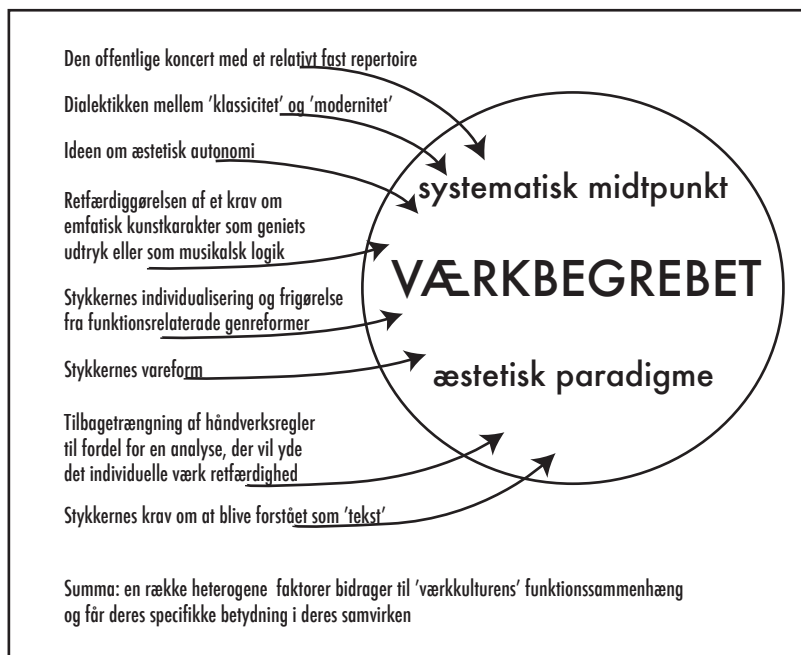 Den offentlige koncert med et relativt fast repertoire
Dialektikken mellem ’klassicitet’ og ’modernitet’
Ideen om æstetisk autonomi
Retfærdiggørelsen af et krav om
emfatisk kunstkarakter som geniets
udtryk eller som musikalsk logik
Stykkernes individualisering og frigørelse
fra funktionsrelaterade genreformer
Stykkernes vareform
Tilbagetrængning af håndverksregler
til fordel for en analyse, der vil yde
det individuelle værk retfærdighed
Stykkernes krav om at blive forstået som ’tekst’
systematisk midtpunkt
VÆRKBEGREBET
æstetisk paradigme
Summa: en række heterogene faktorer bidrager til ’værkkulturens’ funktionssammenhæng
og får deres specifikke betydning i deres samvirken